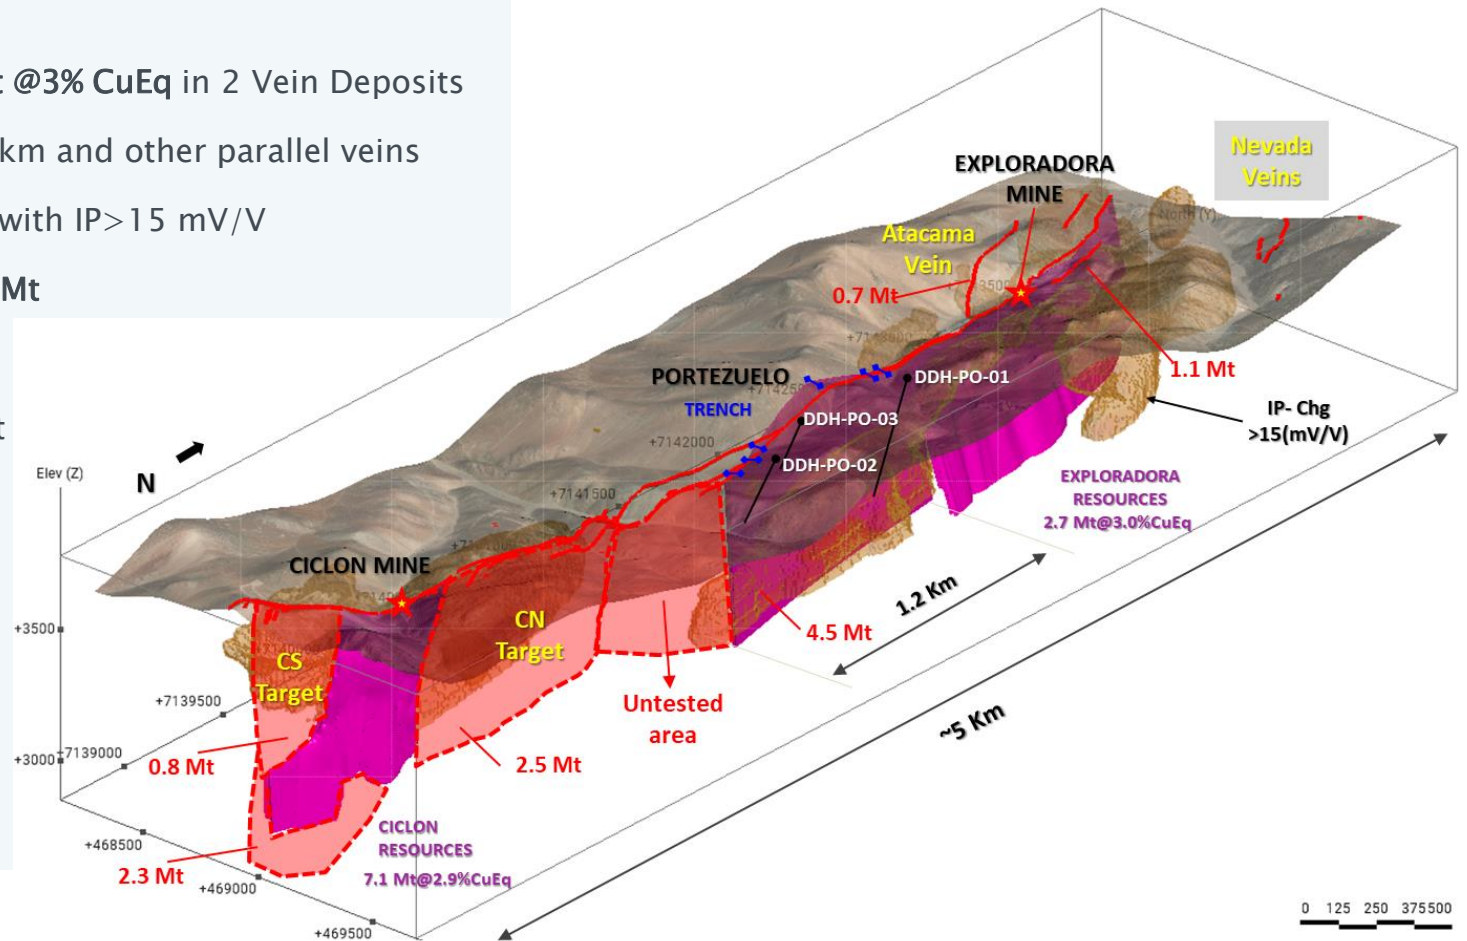 @3% CuEq in 2 Vein Deposits
km and other parallel veins
with IP>15 mV/V
Mt
Nevada
Veins
EXPLORADORA
MINE
North (Y)
Atacama
Vein
0.7 Mt
1.1 Mt
PORTEZUELO
TRENCH
DDH-PO-01
DDH-PO-03
DDH-PO-02
IP- Chg
>15(mV/V)
+7142000
+7141500
Elev (Z)
N
EXPLORADORA
RESOURCES
2.7 Mt@3.0%CuEq
CICLON MINE
1.2 Km
4.5 Mt
CN
Target
CS
Target
+3500
Untested
area
~5 Km
+7139500
+7139000
+3000
0.8 Mt
2.5 Mt
CICLON
RESOURCES
7.1 Mt@2.9%CuEq
+468500
2.3 Mt
+469000
+469500
0 125 250 375500